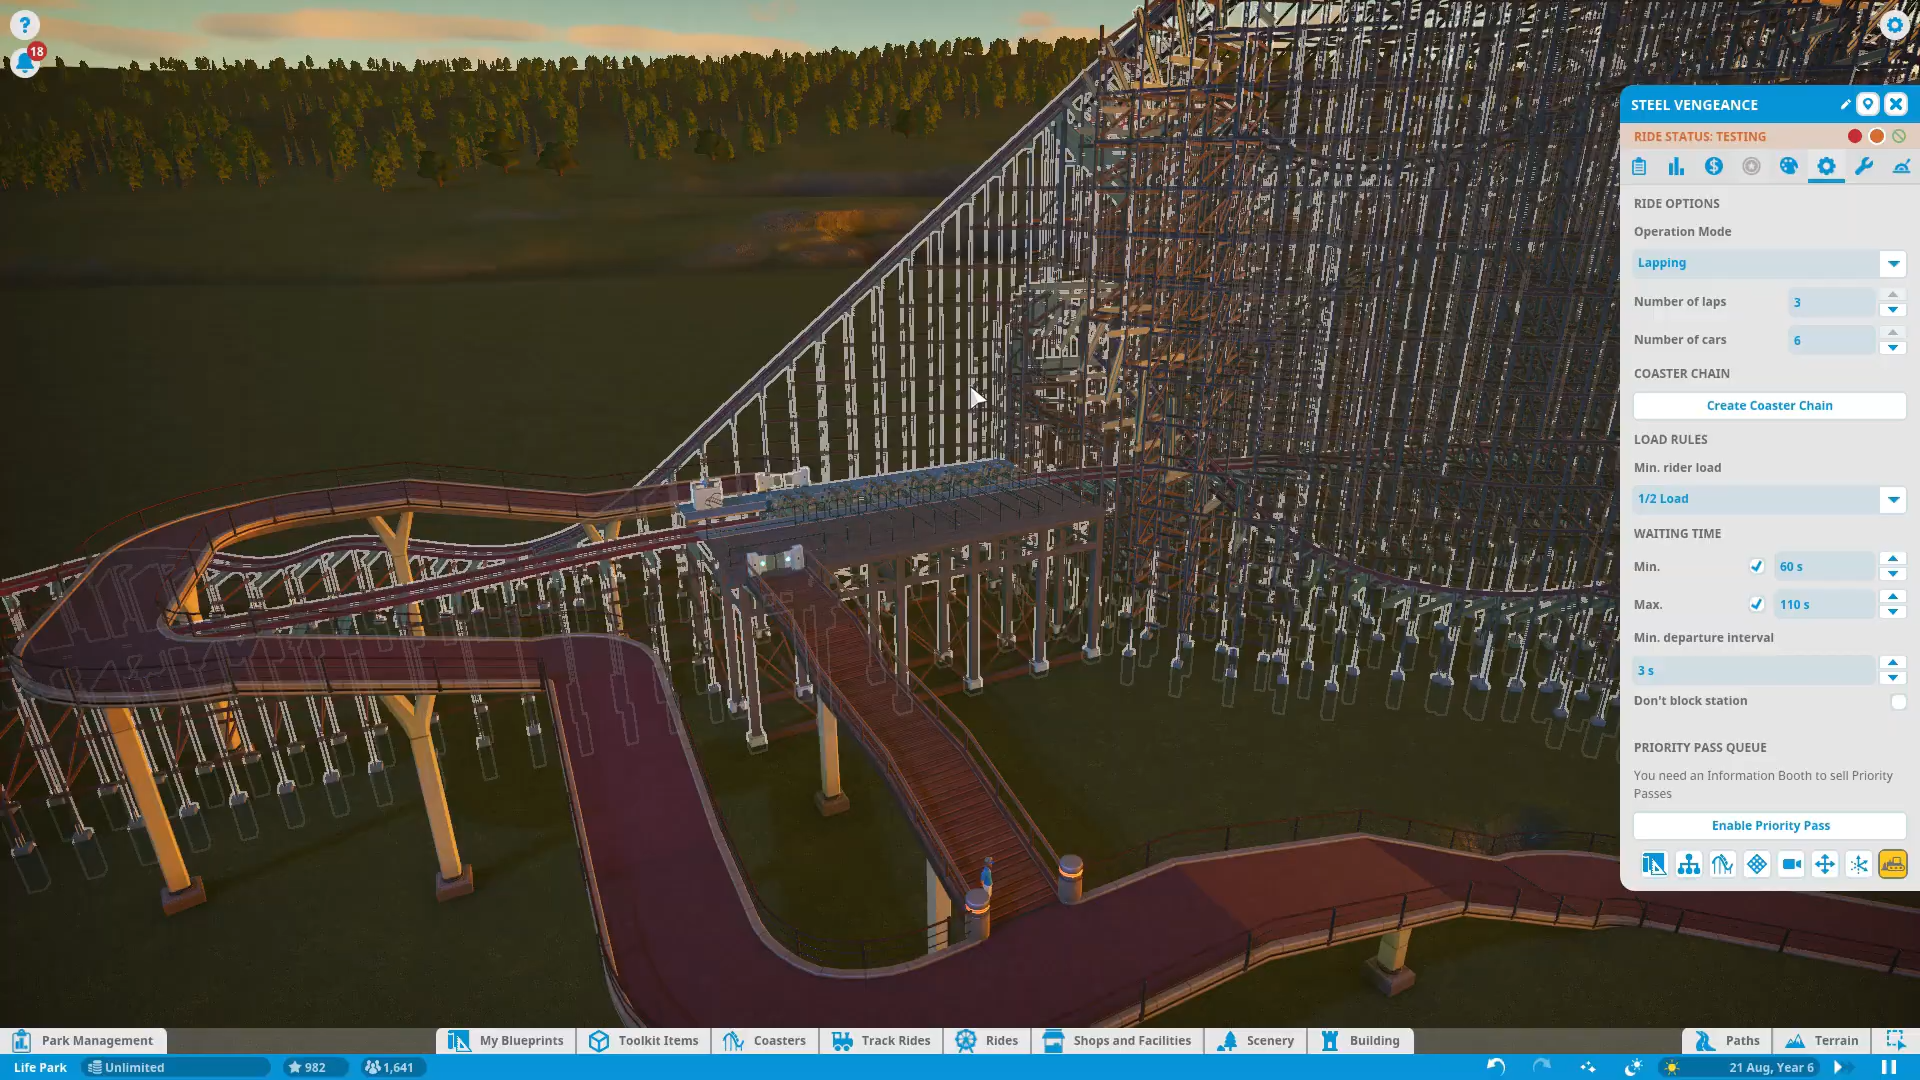 ?
18
STEEL VENGEANCE
RIDE STATUS: TESTING
RIDE OPTIONS
Operation Mode
Lapping
Number of laps 3
Number of cars 6
COASTER CHAIN
Create Coaster Chain
LOAD RULES
Min. rider load
1/2 Load
WAITING TIME
Min. 60 s
Max. 110 s
Min. departure interval
3 s
Don't block station
PRIORITY PASS QUEUE
You need an Information Booth to sell Priority
Passes
Enable Priority Pass
Park Management My Blueprints Toolkit Items Coasters Track Rides Rides Shops and Facilities Scenery Building Paths Terrain
Life Park Unlimited 982 1,641 21 Aug, Year 6